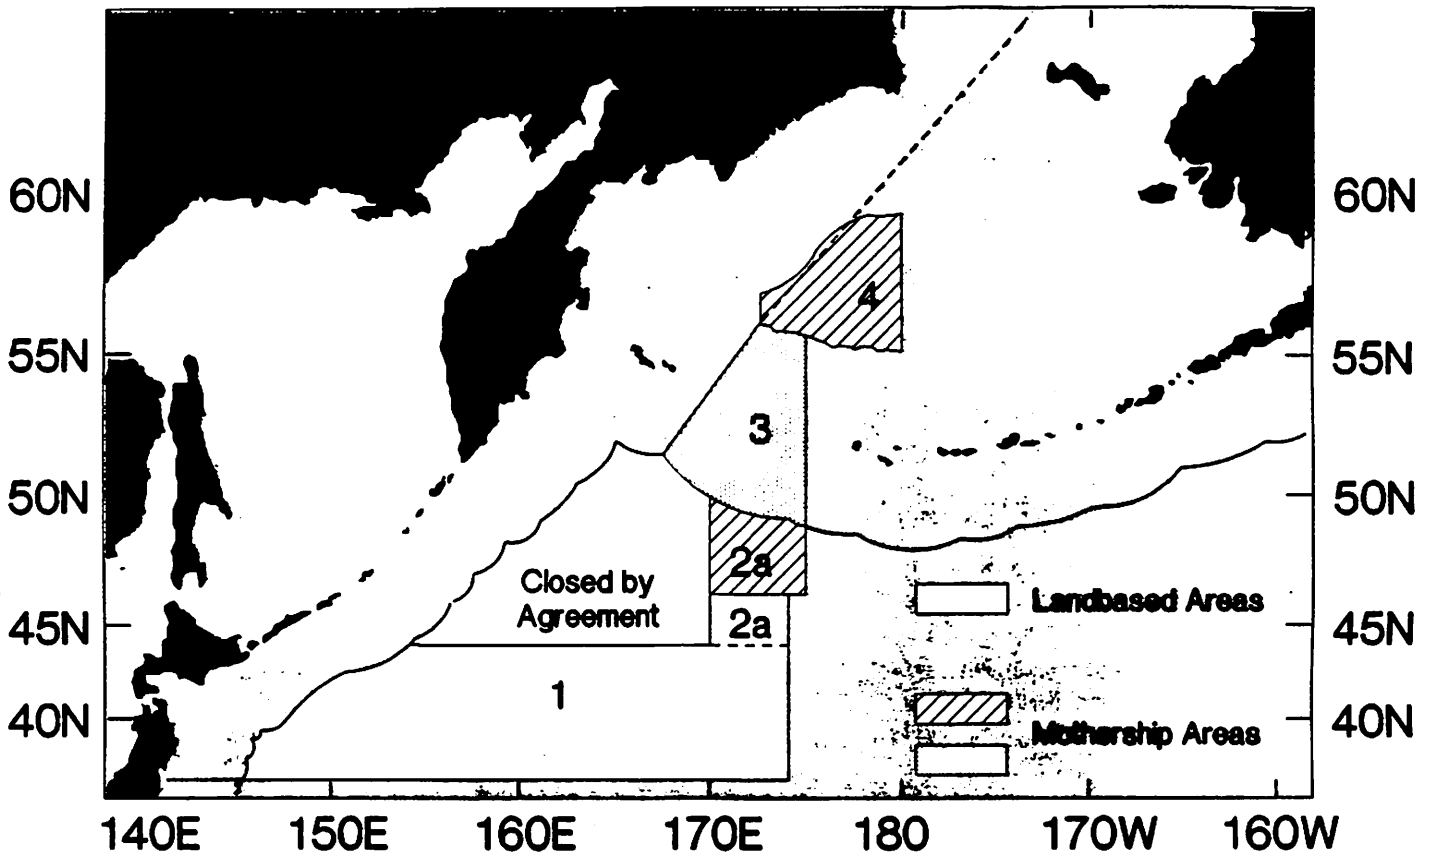 60N
60N
4
55N
55N
3
50N
50N
2a
Closed by
Agreement
Landbased Areas
45N
2a
45N
1
40N
Mothership Areas
40N
140E 150E 160E 170E 180 170W 160W